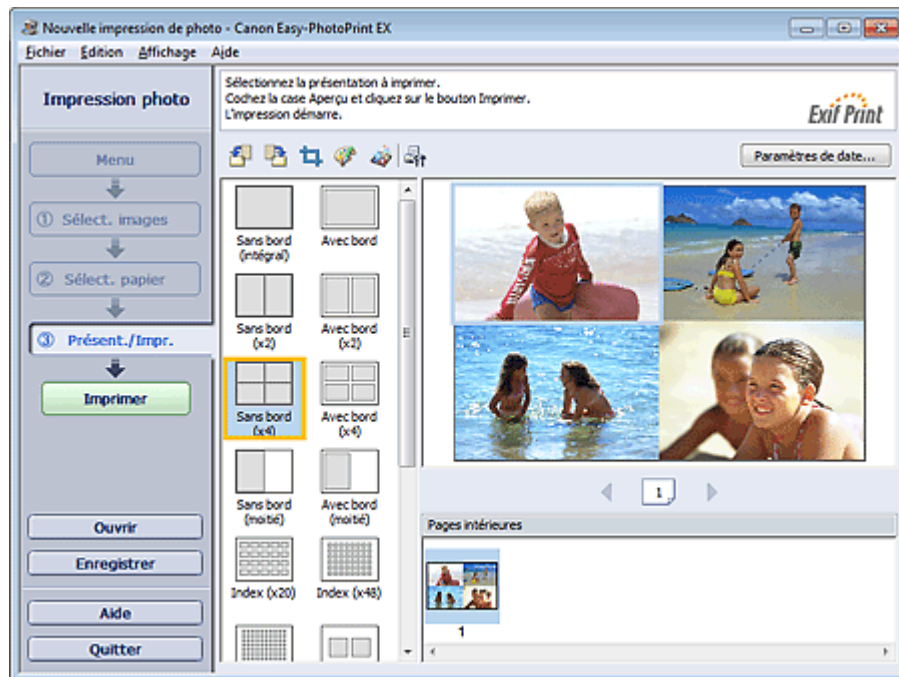 Nouvelle impression de photo - Canon Easy-PhotoPrint EX
Fichier Édition Affichage Aide
Impression photo
Sélectionnez la présentation à imprimer.
Cochez la case Aperçu et cliquez sur le bouton Imprimer.
L'impression démarre.
Exif Print
Menu
① Sélect. images
② Sélect. papier
③ Présent./Impr.
Imprimer
Ouvrir
Enregistrer
Aide
Quitter
Paramètres de date...
Sans bord
(intégral)
Avec bord
Sans bord
(x2)
Avec bord
(x2)
Sans bord
(x4)
Avec bord
(x4)
Sans bord
(moitié)
Avec bord
(moitié)
Index (x20)
Index (x48)
1
Pages intérieures
1